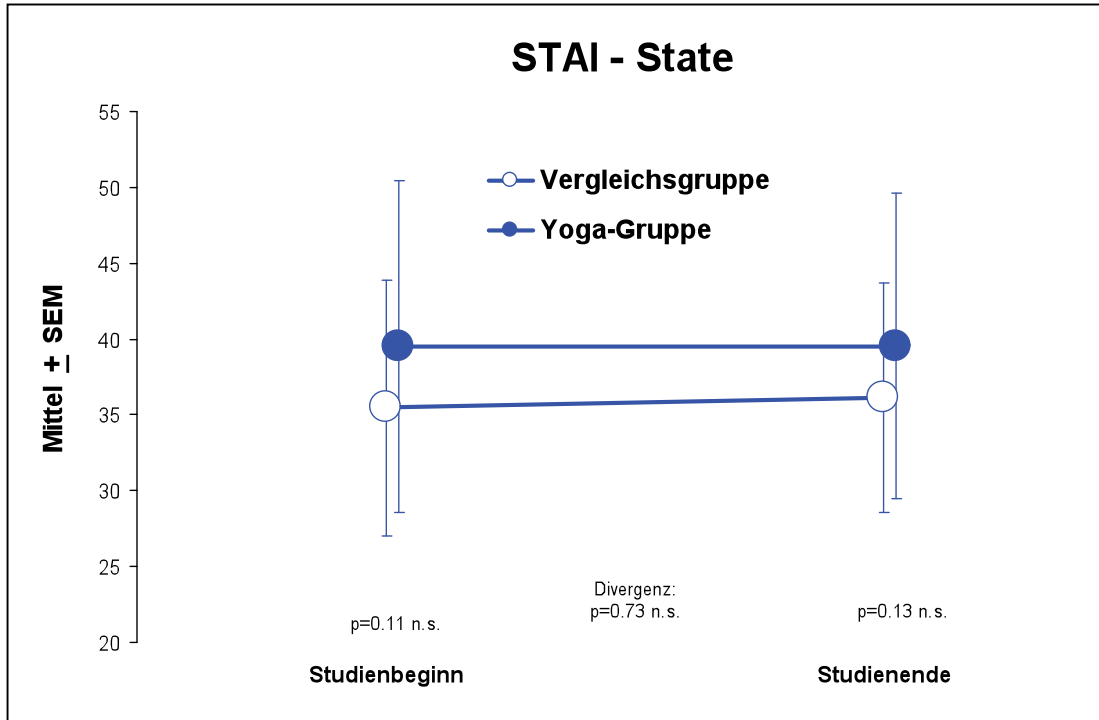 STAI - State
55
50
45
40
35
30
25
20
Mittel ± SEM
Vergleichsgruppe
Yoga-Gruppe
p=0.11 n.s.
Divergenz:
p=0.73 n.s.
p=0.13 n.s.
Studienbeginn
Studienende